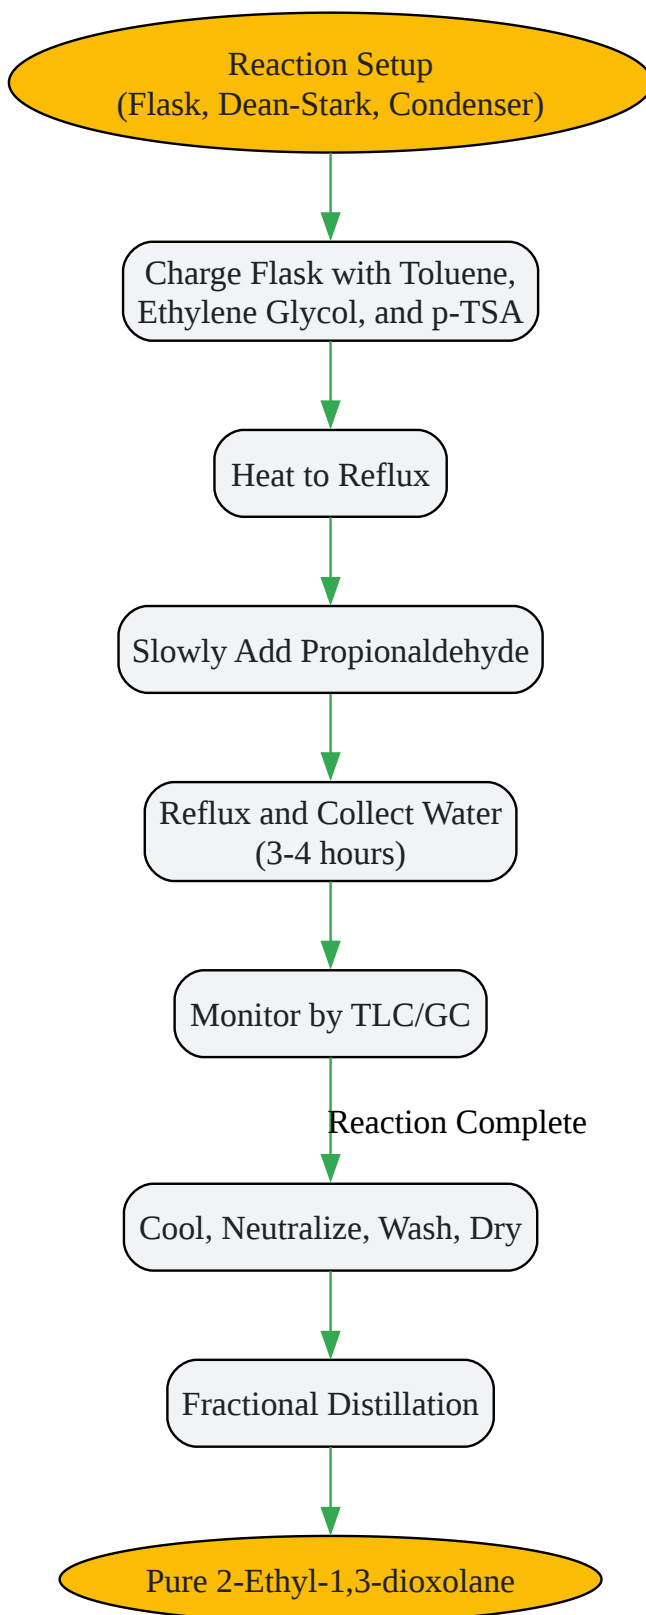 Reaction Setup
(Flask, Dean-Stark, Condenser)
Charge Flask with Toluene,
Ethylene Glycol, and p-TSA
Heat to Reflux
Slowly Add Propionaldehyde
Reflux and Collect Water
(3-4 hours)
Monitor by TLC/GC
Reaction Complete
Cool, Neutralize, Wash, Dry
Fractional Distillation
Pure 2-Ethyl-1,3-dioxolane